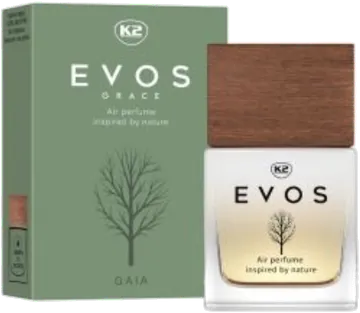 K2
EVOS
GRACE
Air perfume
inspired by nature
GAIA
K2
EVOS
Air perfume
inspired by nature